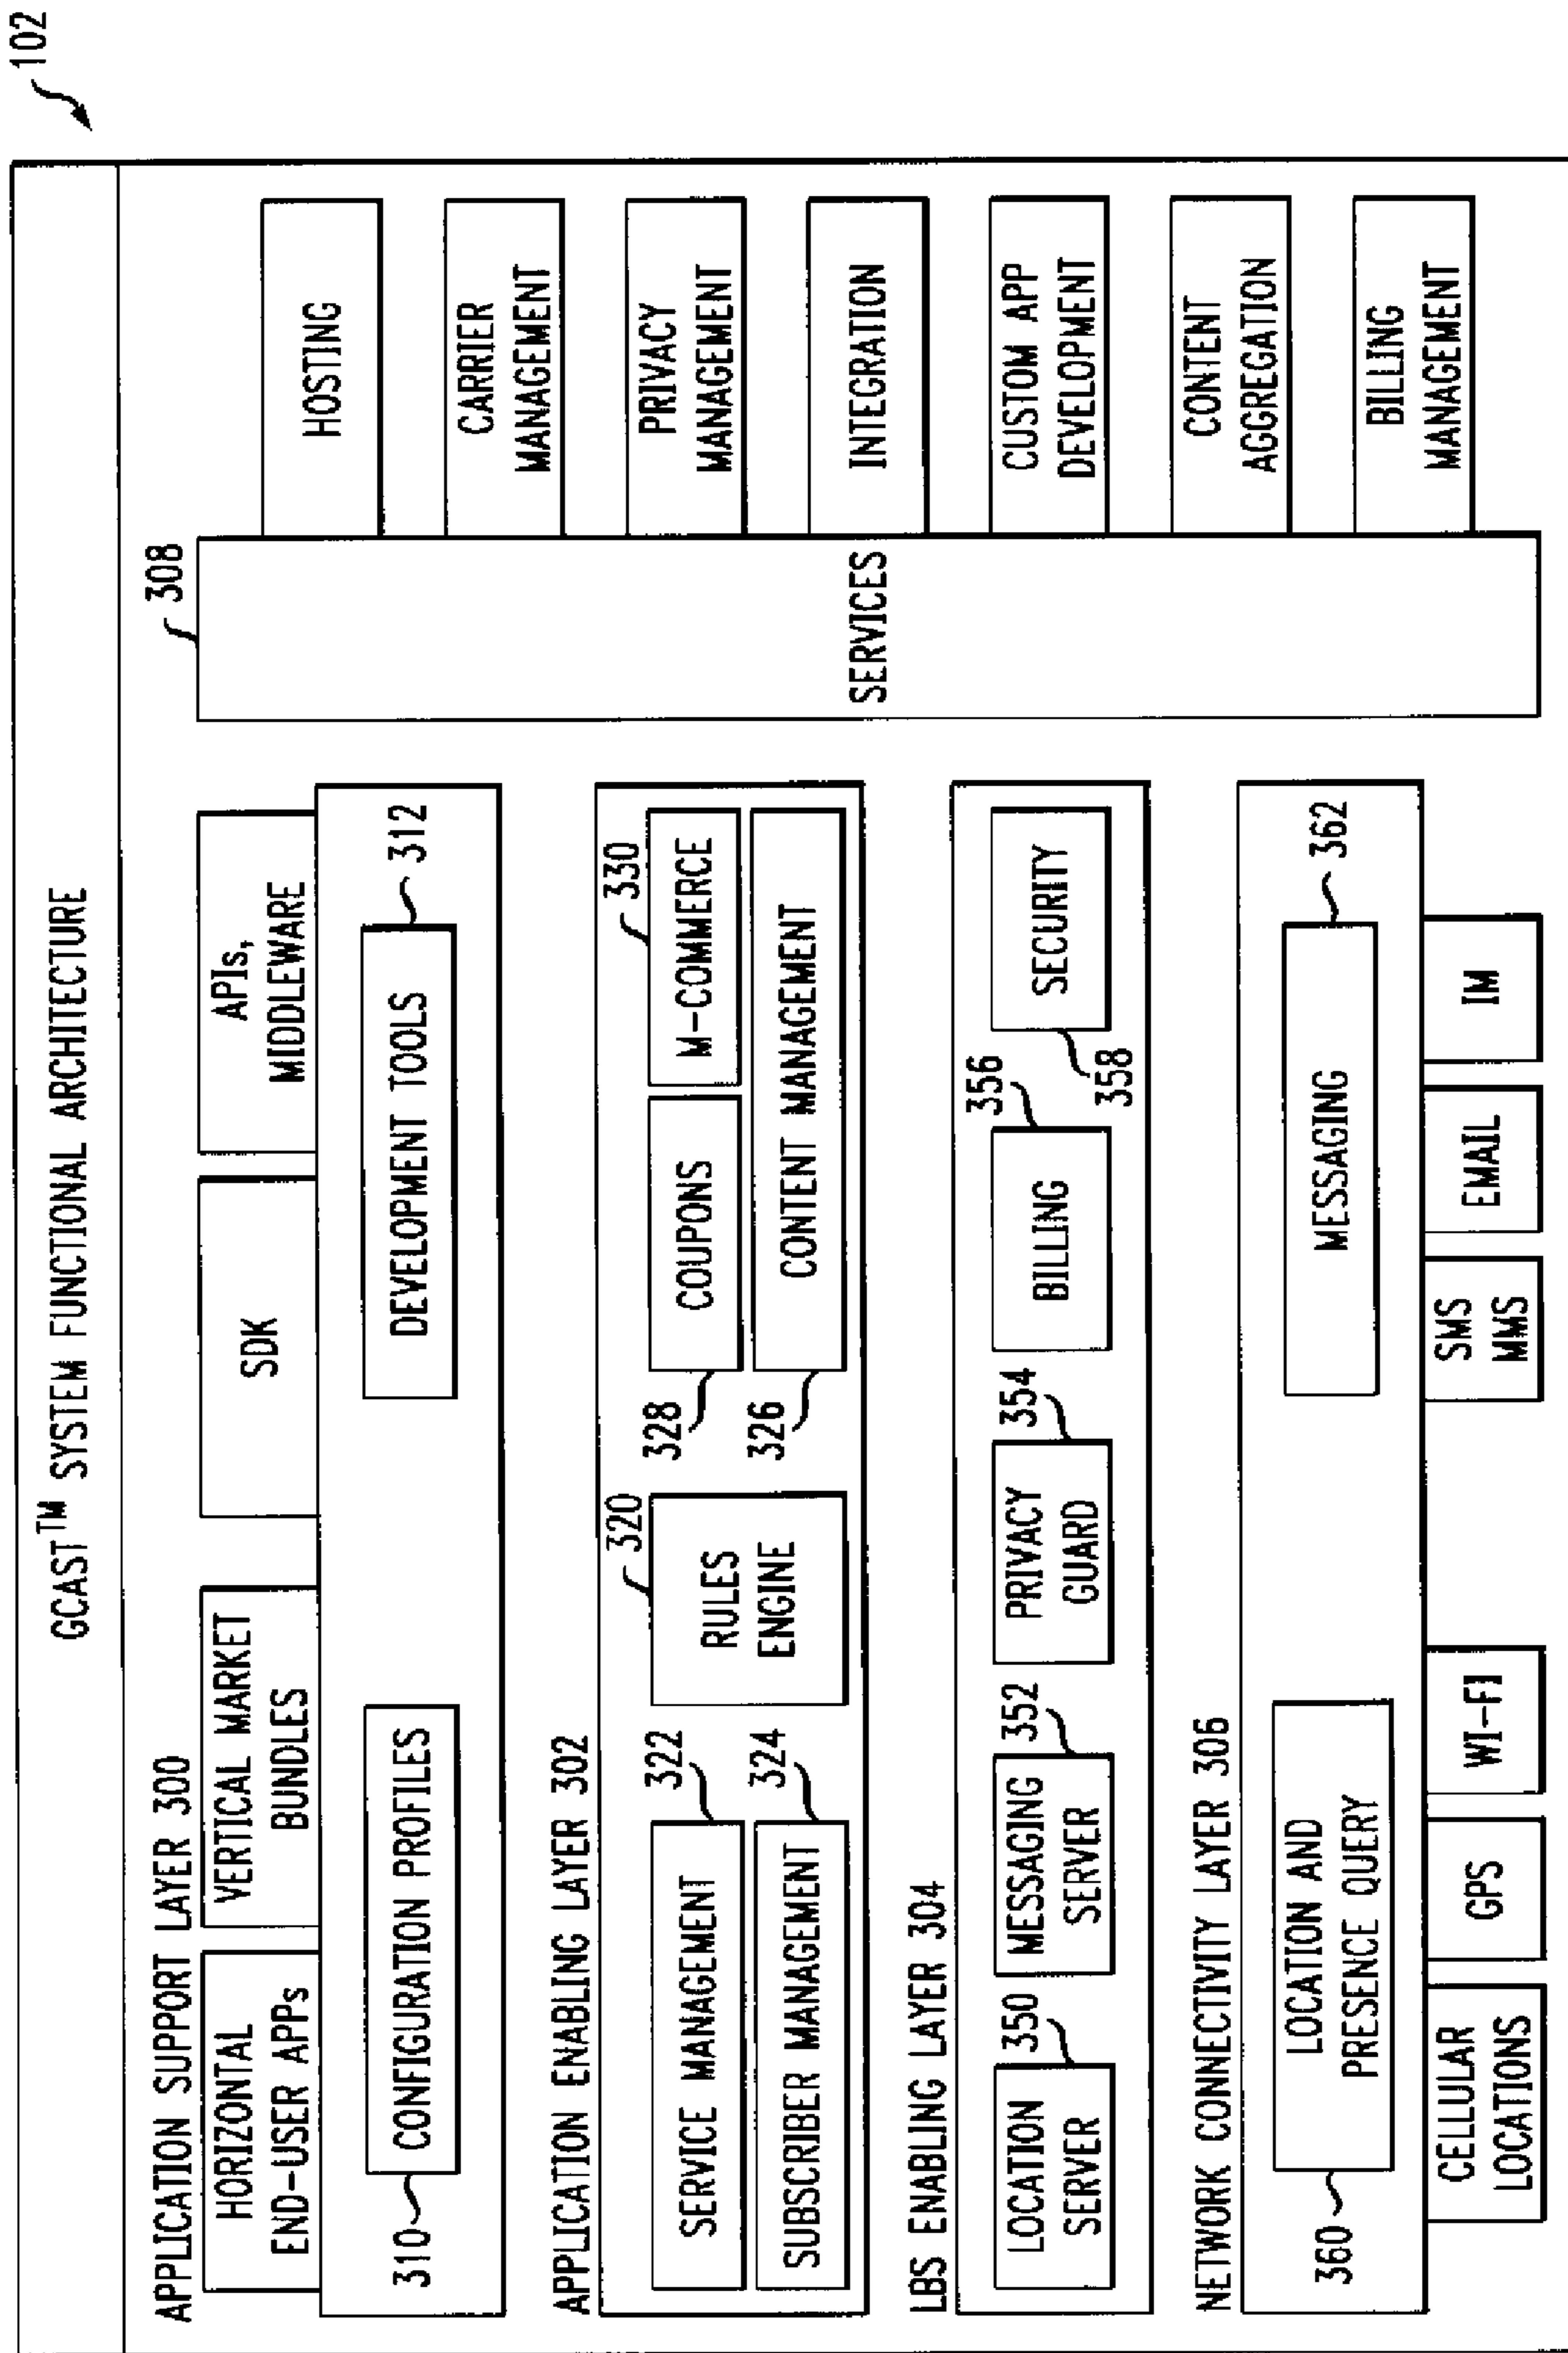 102
GCAST™ SYSTEM FUNCTIONAL ARCHITECTURE
APPLICATION SUPPORT LAYER 300
HORIZONTAL
END-USER APPs
VERTICAL MARKET
BUNDLES
SDK
APIs,
MIDDLEWARE
310
CONFIGURATION PROFILES
DEVELOPMENT TOOLS
312
APPLICATION ENABLING LAYER 302
SERVICE MANAGEMENT
322
SUBSCRIBER MANAGEMENT
324
320
RULES
ENGINE
328
COUPONS
330
M-COMMERCE
326
CONTENT MANAGEMENT
LBS ENABLING LAYER 304
LOCATION
SERVER
350
MESSAGING
SERVER
352
PRIVACY
GUARD
354
BILLING
356
SECURITY
358
NETWORK CONNECTIVITY LAYER 306
360
LOCATION AND
PRESENCE QUERY
MESSAGING
362
CELLULAR
LOCATIONS
GPS
WI-FI
SMS
MMS
EMAIL
IM
308
SERVICES
HOSTING
CARRIER
MANAGEMENT
PRIVACY
MANAGEMENT
INTEGRATION
CUSTOM APP
DEVELOPMENT
CONTENT
AGGREGATION
BILLING
MANAGEMENT